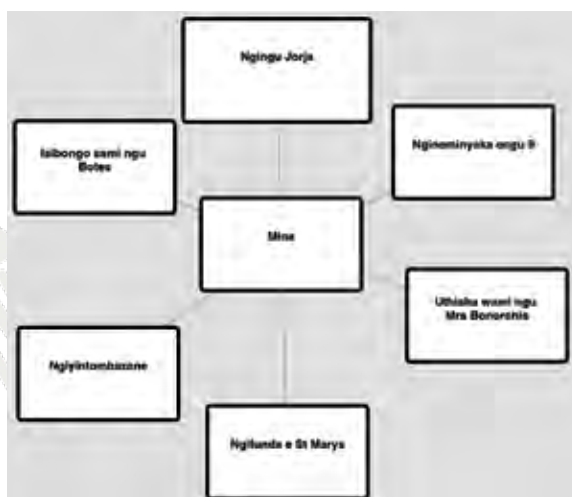 Ngingu Jorja
Isibongo sami ngu
Botes
Ngineminyaka engu 9
Mina
Uthisha wami ngu
Mrs Bonorchis
Ngiyintombazane
Ngifunda e St Marys